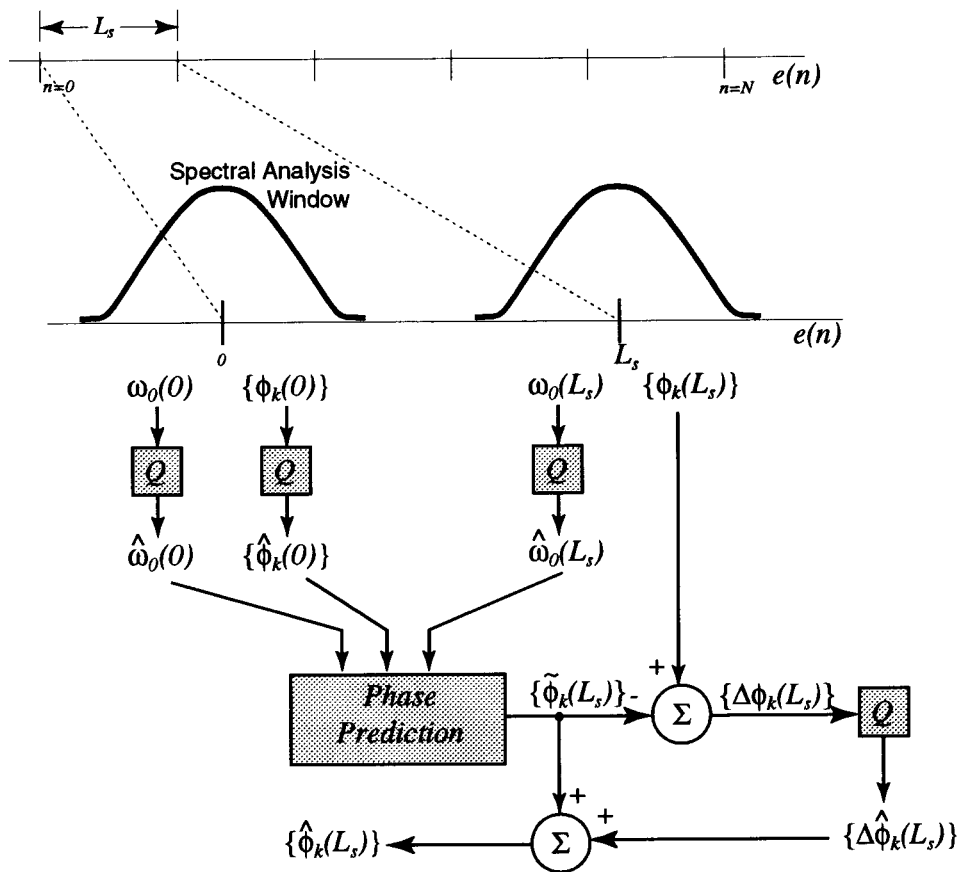 L_s
n=0 n=N e(n)
Spectral Analysis
Window
0 L_s e(n)
ω_0(0) {ϕ_k(0)} ω_0(L_s) {ϕ_k(L_s)}
Q Q Q
ω̂_0(0) {ϕ̂_k(0)} ω̂_0(L_s)
+
Phase
Prediction
{ϕ̃_k(L_s)} - Σ {Δϕ_k(L_s)} Q
+ +
{ϕ̂_k(L_s)} Σ {Δϕ̂_k(L_s)}